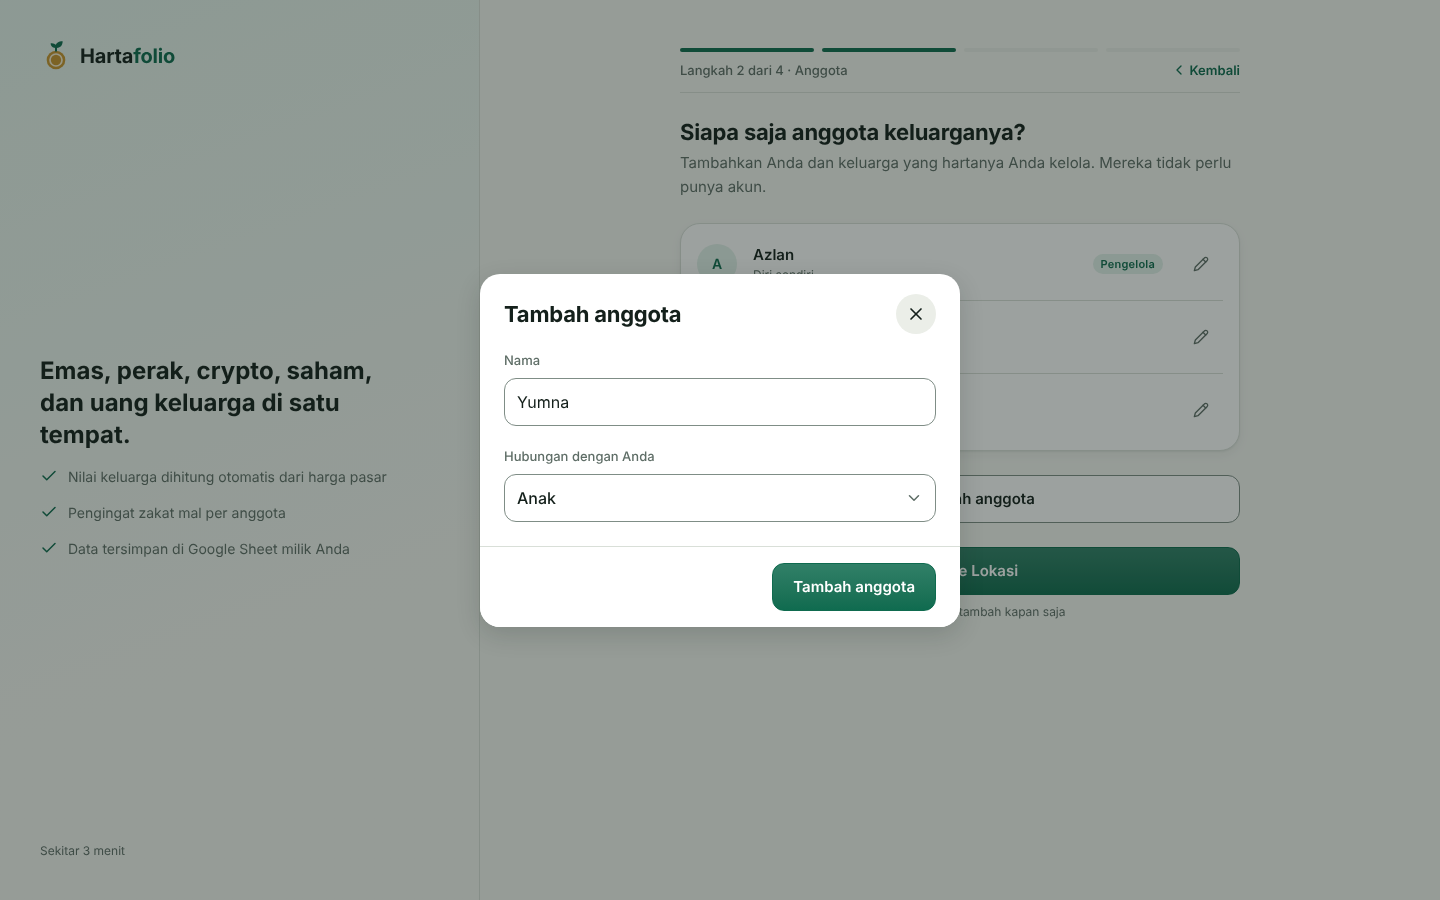 Hartafolio
Langkah 2 dari 4 · Anggota
Kembali
Siapa saja anggota keluarganya?
Tambahkan Anda dan keluarga yang hartanya Anda kelola. Mereka tidak perlu
punya akun.
A
Azlan
Pengelola
Tambah anggota
Nama
Yumna
Hubungan dengan Anda
Anak
Tambah anggota
anggota
Lokasi
tambah kapan saja
Emas, perak, crypto, saham,
dan uang keluarga di satu
tempat.
Nilai keluarga dihitung otomatis dari harga pasar
Pengingat zakat mal per anggota
Data tersimpan di Google Sheet milik Anda
Sekitar 3 menit